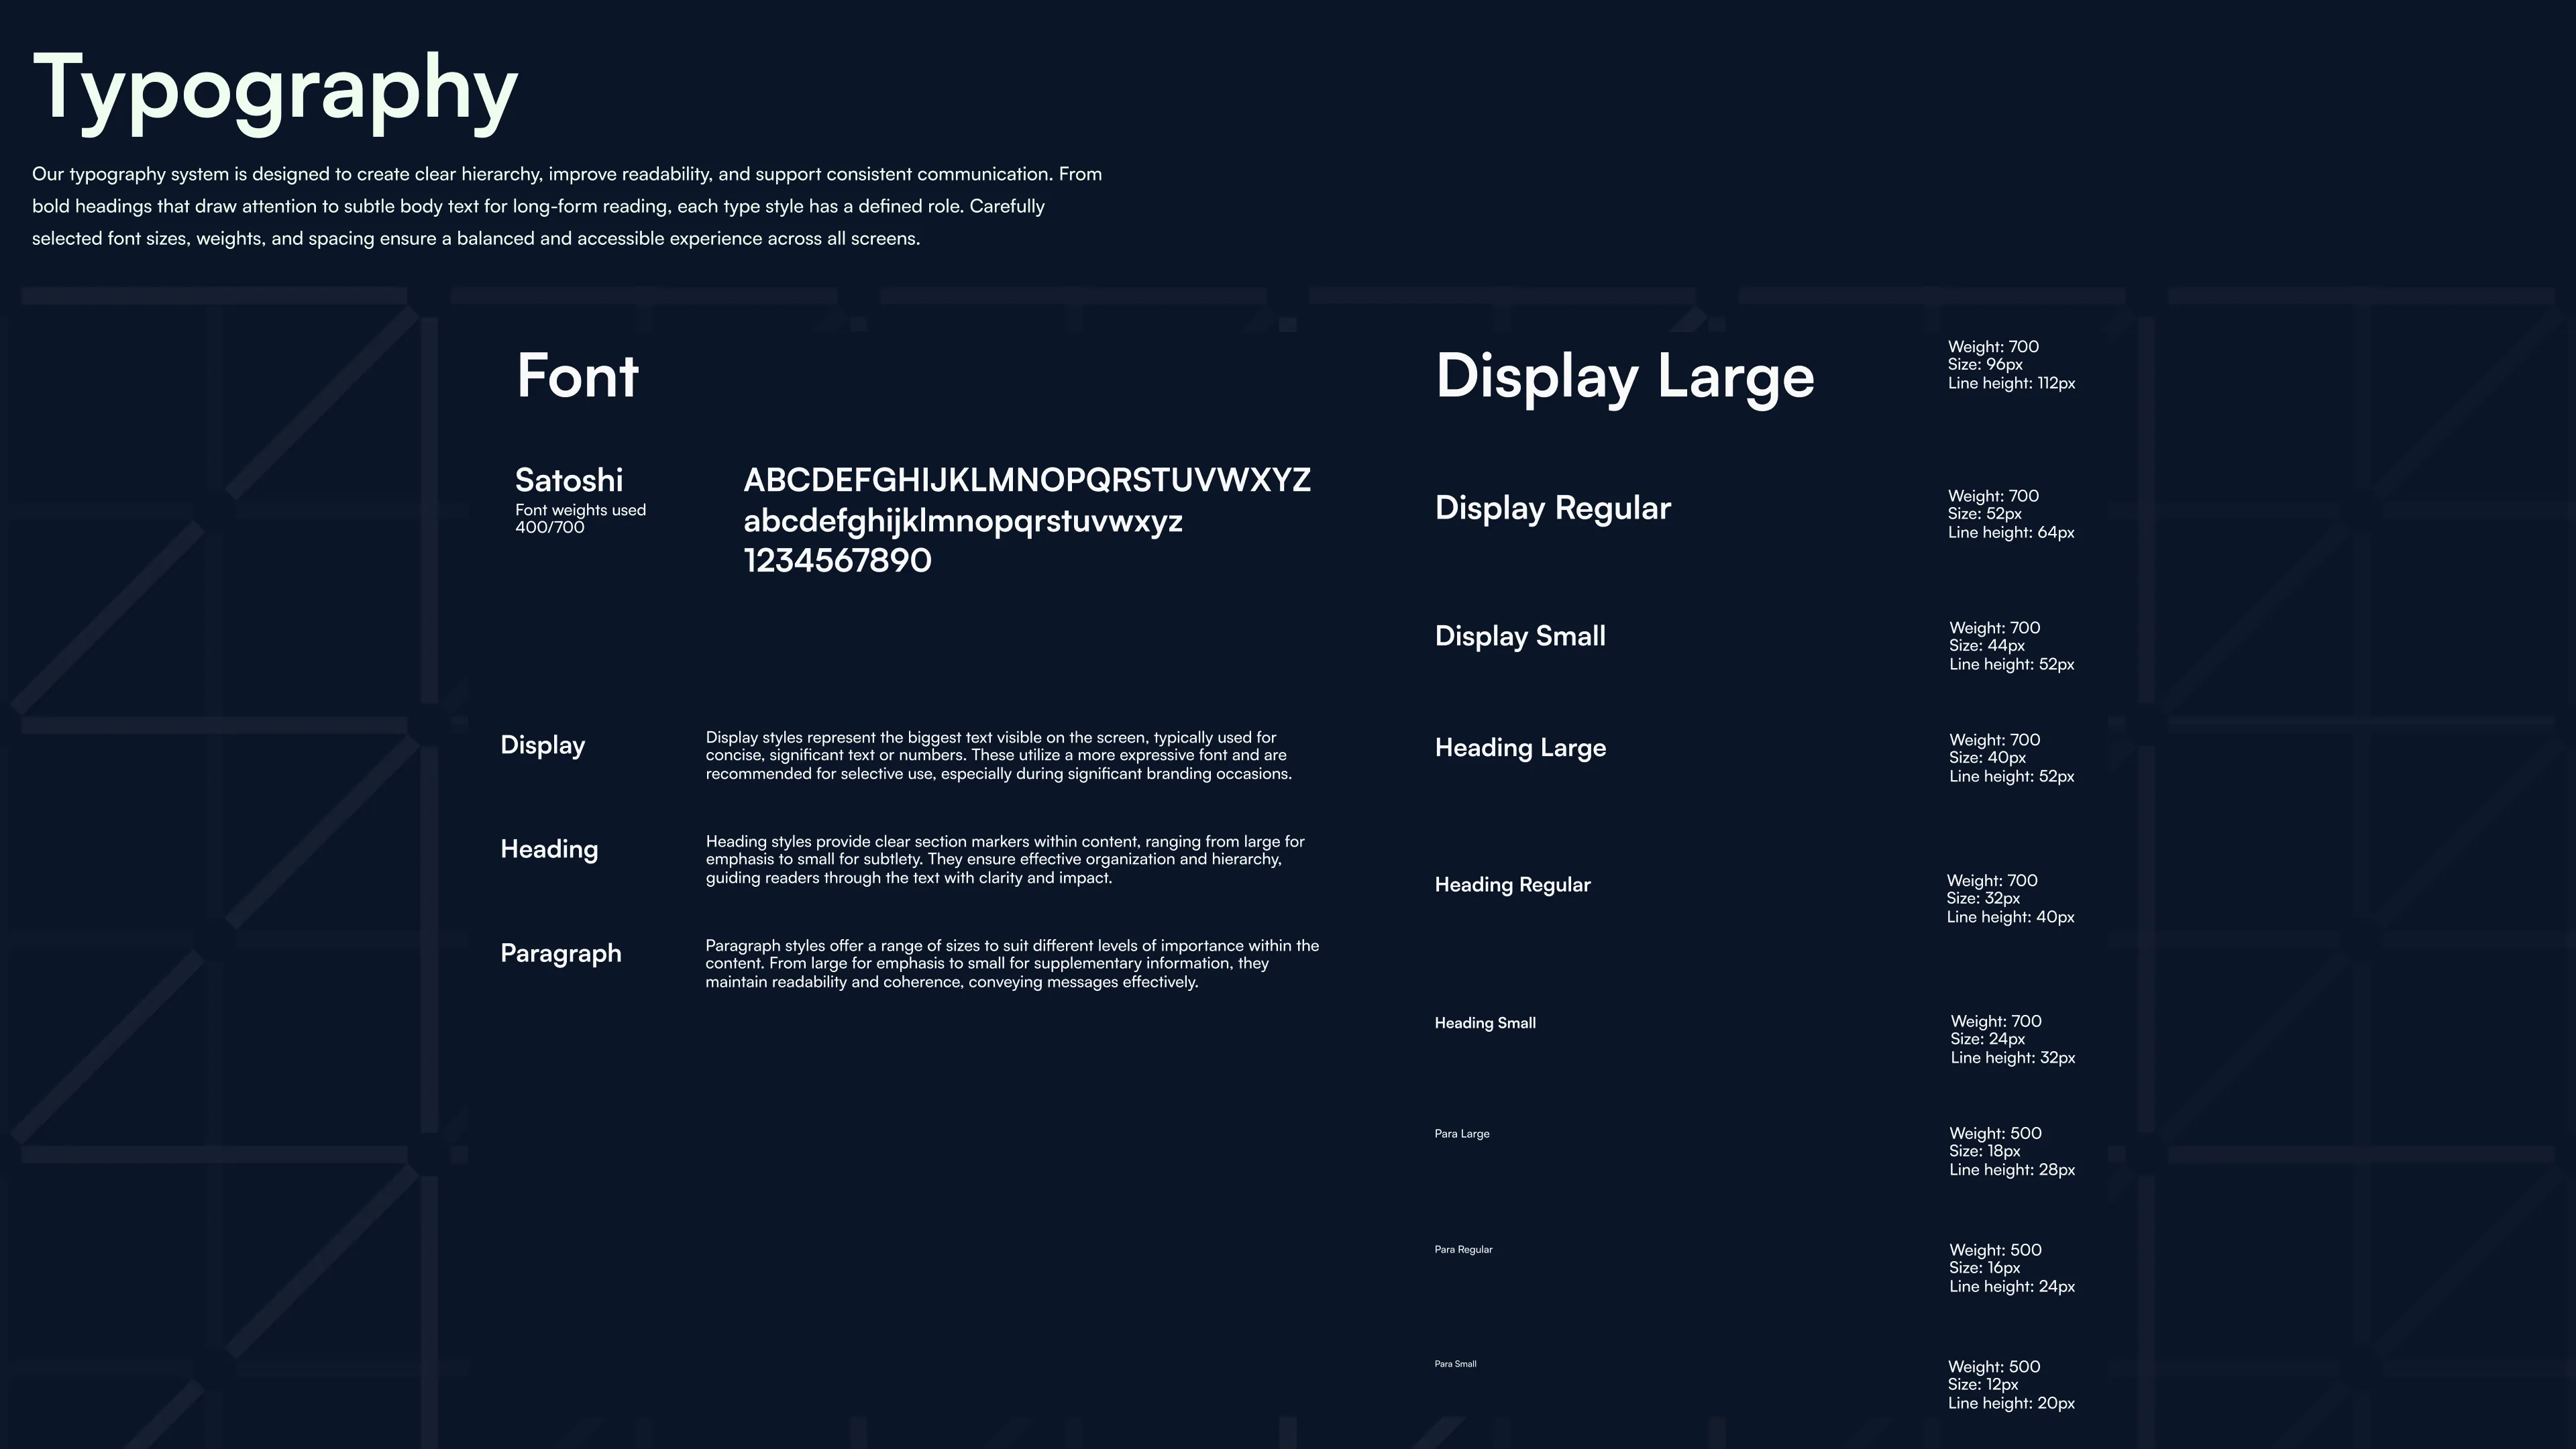 Typography
Our typography system is designed to create clear hierarchy, improve readability, and support consistent communication. From
bold headings that draw attention to subtle body text for long-form reading, each type style has a defined role. Carefully
selected font sizes, weights, and spacing ensure a balanced and accessible experience across all screens.
Font
Satoshi
Font weights used
400/700
ABCDEFGHIJKLMNOPQRSTUVWXYZ
abcdefghijklmnopqrstuvwxyz
1234567890
Display
Display styles represent the biggest text visible on the screen, typically used for
concise, significant text or numbers. These utilize a more expressive font and are
recommended for selective use, especially during significant branding occasions.
Heading
Heading styles provide clear section markers within content, ranging from large for
emphasis to small for subtlety. They ensure effective organization and hierarchy,
guiding readers through the text with clarity and impact.
Paragraph
Paragraph styles offer a range of sizes to suit different levels of importance within the
content. From large for emphasis to small for supplementary information, they
maintain readability and coherence, conveying messages effectively.
Display Large
Weight: 700
Size: 96px
Line height: 112px
Display Regular
Weight: 700
Size: 52px
Line height: 64px
Display Small
Weight: 700
Size: 44px
Line height: 52px
Heading Large
Weight: 700
Size: 40px
Line height: 52px
Heading Regular
Weight: 700
Size: 32px
Line height: 40px
Heading Small
Weight: 700
Size: 24px
Line height: 32px
Para Large
Weight: 500
Size: 18px
Line height: 28px
Para Regular
Weight: 500
Size: 16px
Line height: 24px
Para Small
Weight: 500
Size: 12px
Line height: 20px